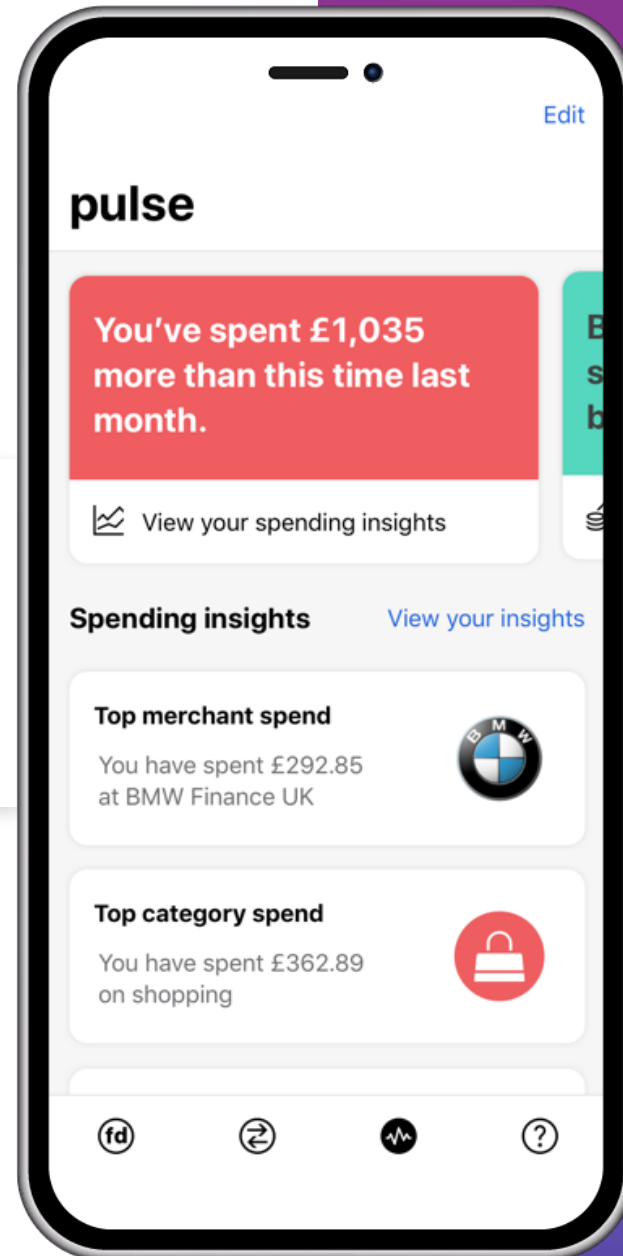 Edit
pulse
You've spent £1,035
more than this time last
month.
View your spending insights
Spending insights
View your insights
Top merchant spend
You have spent £292.85
at BMW Finance UK
BMW
Top category spend
You have spent £362.89
on shopping
fd
?